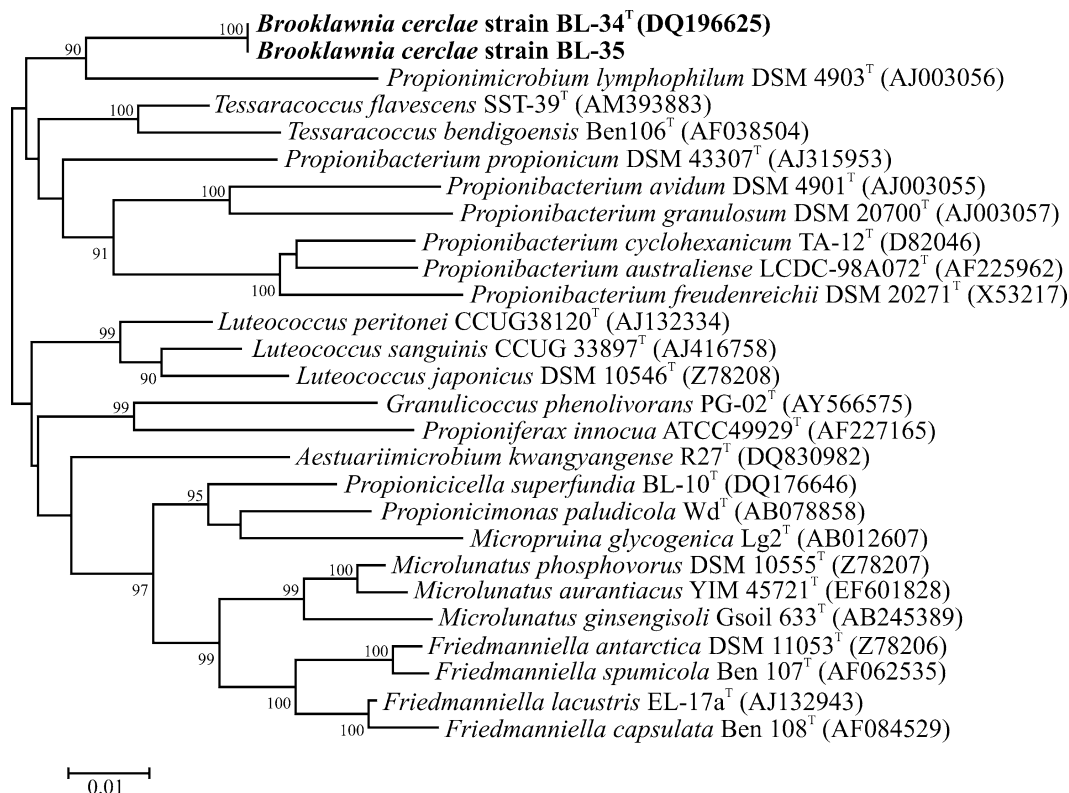 100 Brooklawnia cerclae strain BL-34ᵀ (DQ196625)
90 Brooklawnia cerclae strain BL-35
Propionimicrobium lymphophilum DSM 4903ᵀ (AJ003056)
100 Tessaracoccus flavescens SST-39ᵀ (AM393883)
Tessaracoccus bendigoensis Ben106ᵀ (AF038504)
Propionibacterium propionicum DSM 43307ᵀ (AJ315953)
100 Propionibacterium avidum DSM 4901ᵀ (AJ003055)
Propionibacterium granulosum DSM 20700ᵀ (AJ003057)
Propionibacterium cyclohexanicum TA-12ᵀ (D82046)
91
Propionibacterium australiense LCDC-98A072ᵀ (AF225962)
100 Propionibacterium freudenreichii DSM 20271ᵀ (X53217)
Luteococcus peritonei CCUG38120ᵀ (AJ132334)
99
Luteococcus sanguinis CCUG 33897ᵀ (AJ416758)
90 Luteococcus japonicus DSM 10546ᵀ (Z78208)
99 Granulicoccus phenolivorans PG-02ᵀ (AY566575)
Propioniferax innocua ATCC49929ᵀ (AF227165)
Aestuariimicrobium kwangyangense R27ᵀ (DQ830982)
95 Propionicicella superfundia BL-10ᵀ (DQ176646)
Propionicimonas paludicola Wdᵀ (AB078858)
Micropruina glycogenica Lg2ᵀ (AB012607)
100 Microlunatus phosphovorus DSM 10555ᵀ (Z78207)
97 99 Microlunatus aurantiacus YIM 45721ᵀ (EF601828)
Microlunatus ginsengisoli Gsoil 633ᵀ (AB245389)
100 Friedmanniella antarctica DSM 11053ᵀ (Z78206)
99
Friedmanniella spumicola Ben 107ᵀ (AF062535)
100 Friedmanniella lacustris EL-17aᵀ (AJ132943)
100 Friedmanniella capsulata Ben 108ᵀ (AF084529)
0.01